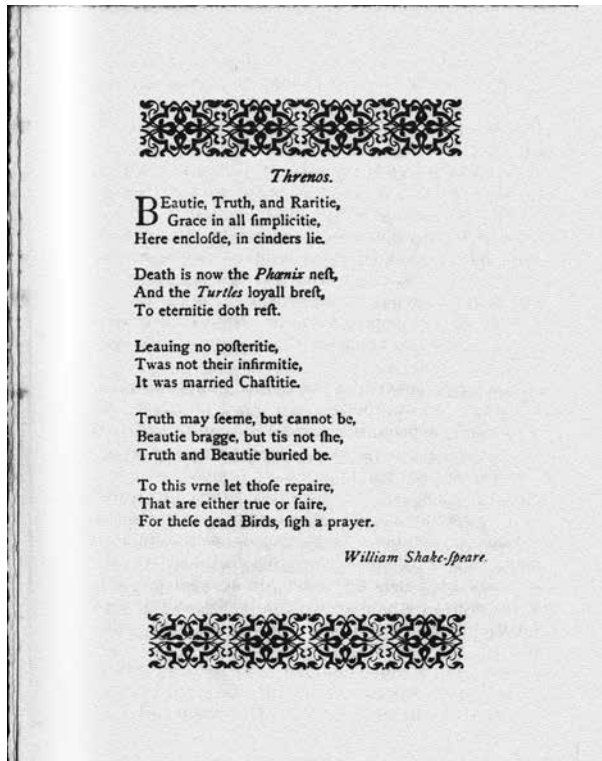 Threnos.
BEautie, Truth, and Raritie,
Grace in all ſimplicitie,
Here encloſde, in cinders lie.
Death is now the Phœnix neſt,
And the Turtles loyall breſt,
To eternitie doth reſt.
Leauing no poſteritie,
Twas not their infirmitie,
It was married Chaſtitie.
Truth may ſeeme, but cannot be,
Beautie bragge, but tis not ſhe,
Truth and Beautie buried be.
To this vrne let thoſe repaire,
That are either true or faire,
For theſe dead Birds, ſigh a prayer.
William Shake-ſpeare.